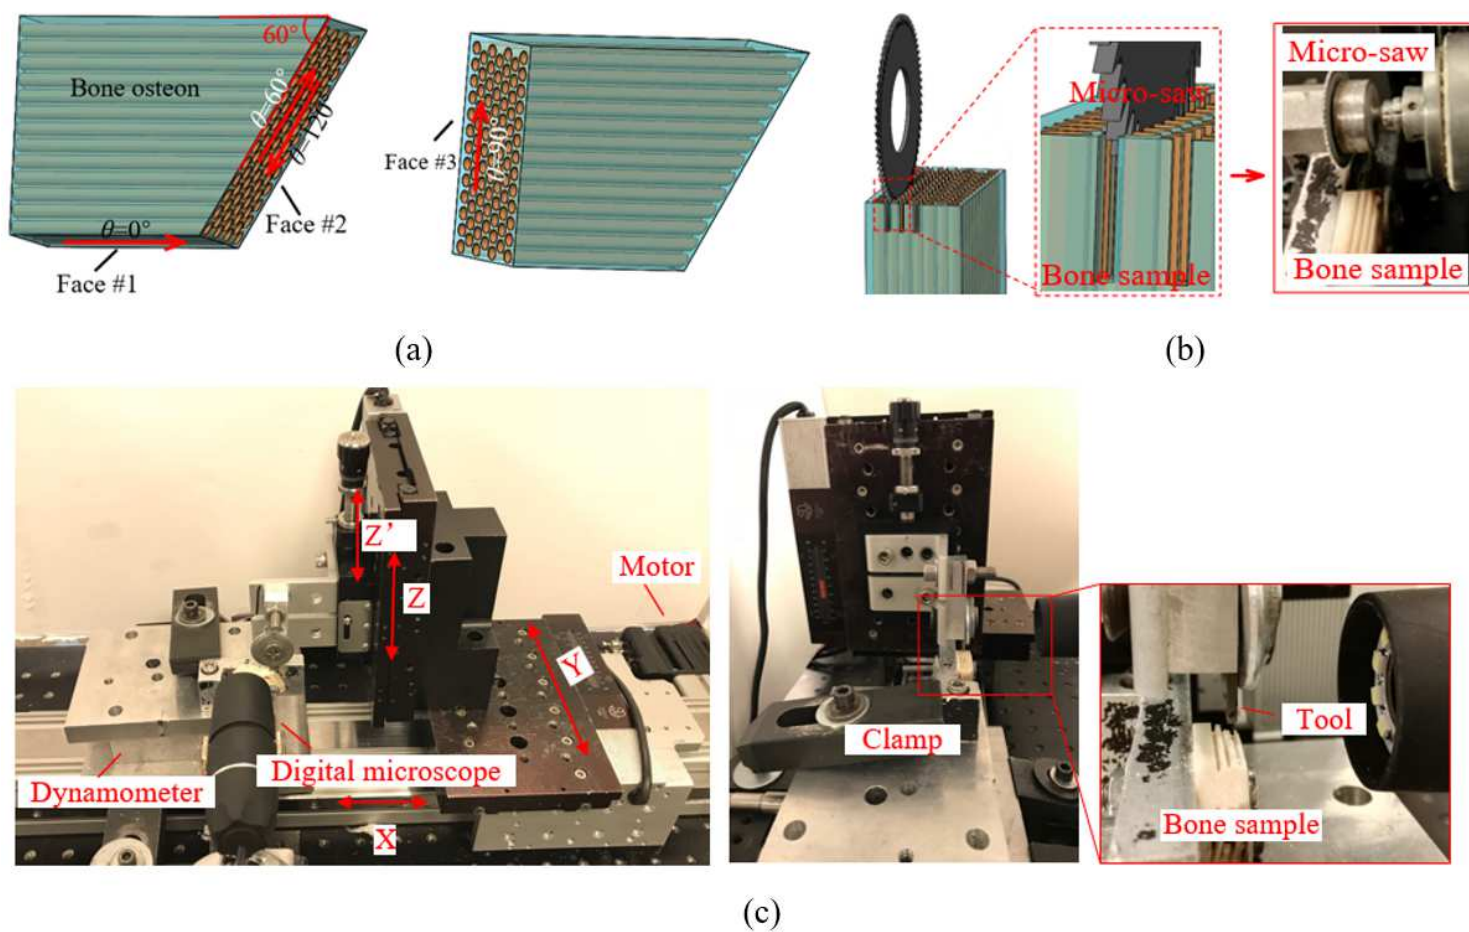 60°
Bone osteon
θ=60°
θ=120°
Face #2
θ=0°
Face #1
Face #3
θ=90°
(a)
Micro-saw
Bone sample
Micro-saw
Bone sample
(b)
Z’
Z
Motor
Y
Digital microscope
Dynamometer
X
Clamp
Tool
Bone sample
(c)